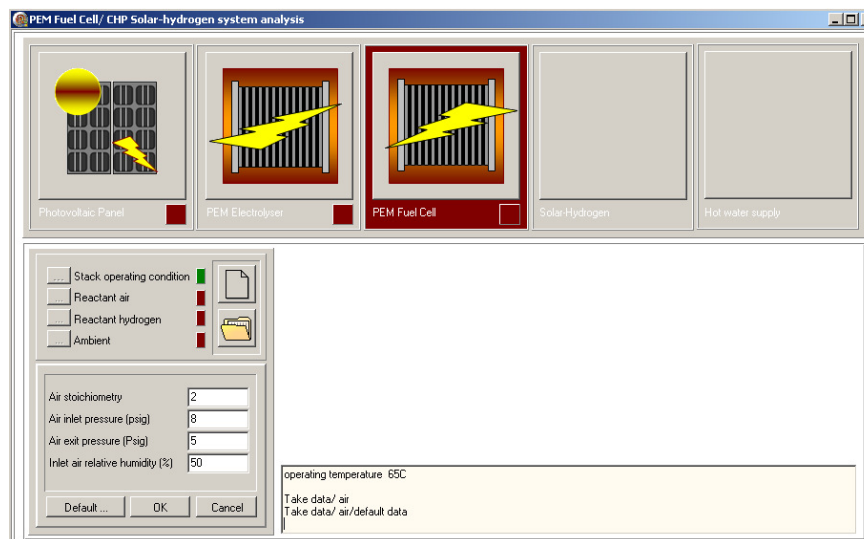 PEM Fuel Cell/ CHP Solar-hydrogen system analysis
Photovoltaic Panel
PEM Electrolyser
PEM Fuel Cell
Solar-Hydrogen
Hot water supply
... Stack operating condition
... Reactant air
... Reactant hydrogen
... Ambient
Air stoichiometry 2
Air inlet pressure (psig) 8
Air exit pressure (Psig) 5
Inlet air relative humidity (%) 50
Default ... OK Cancel
operating temperature 65C
Take data/ air
Take data/ air/default data